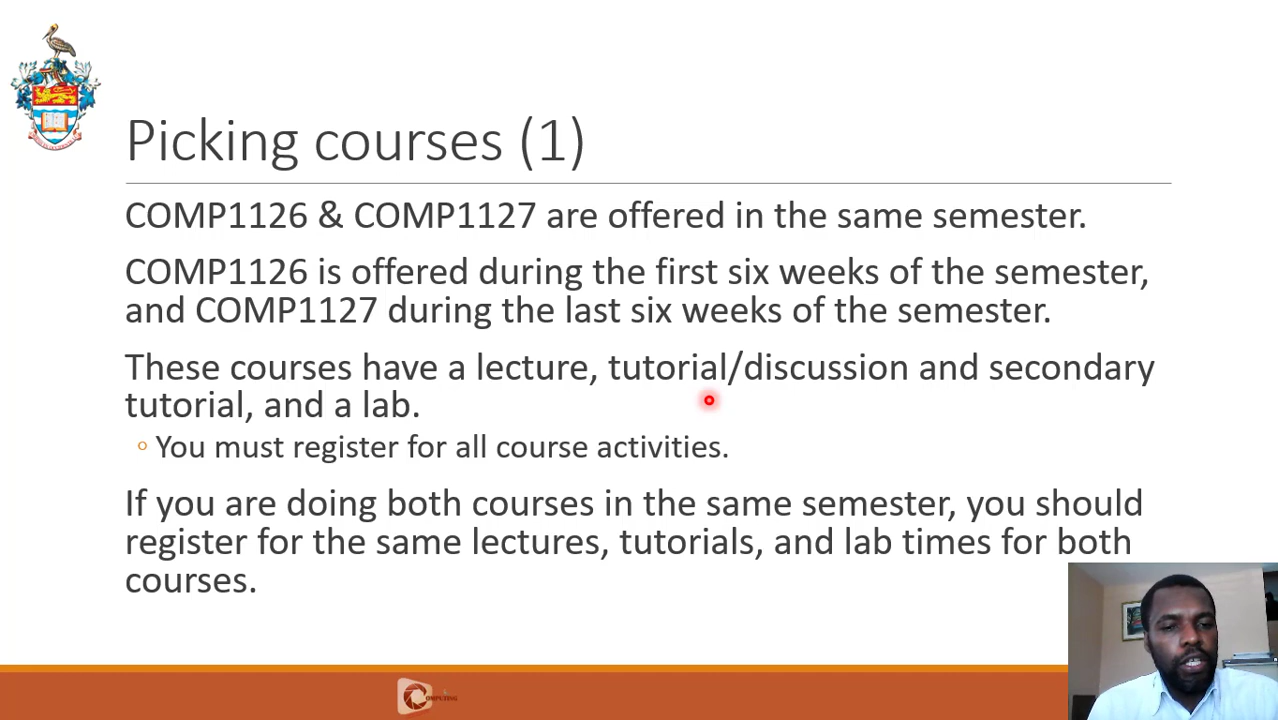 Picking courses (1)
COMP1126 & COMP1127 are offered in the same semester.
COMP1126 is offered during the first six weeks of the semester,
and COMP1127 during the last six weeks of the semester.
These courses have a lecture, tutorial/discussion and secondary
tutorial, and a lab.
You must register for all course activities.
If you are doing both courses in the same semester, you should
register for the same lectures, tutorials, and lab times for both
courses.